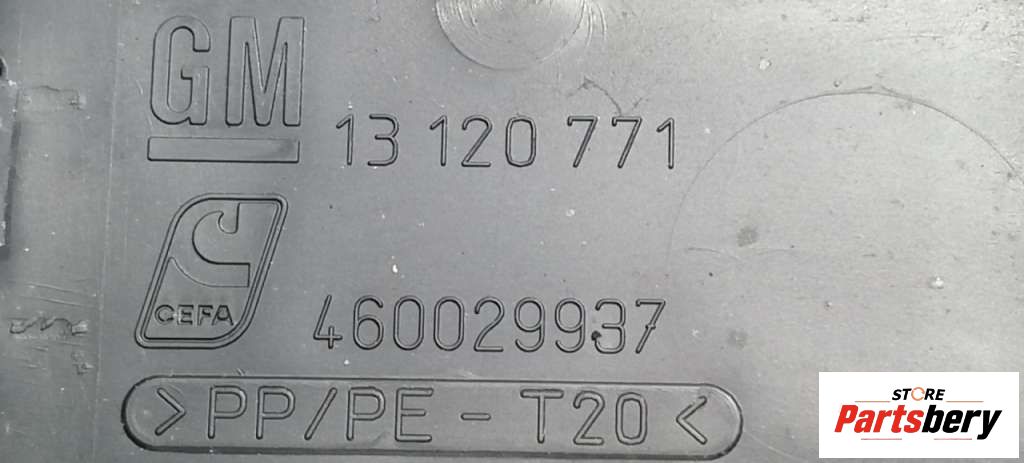 GM
13 120 771
CEFA
460029937
>PP/PE-T20<
STORE
Partsbery